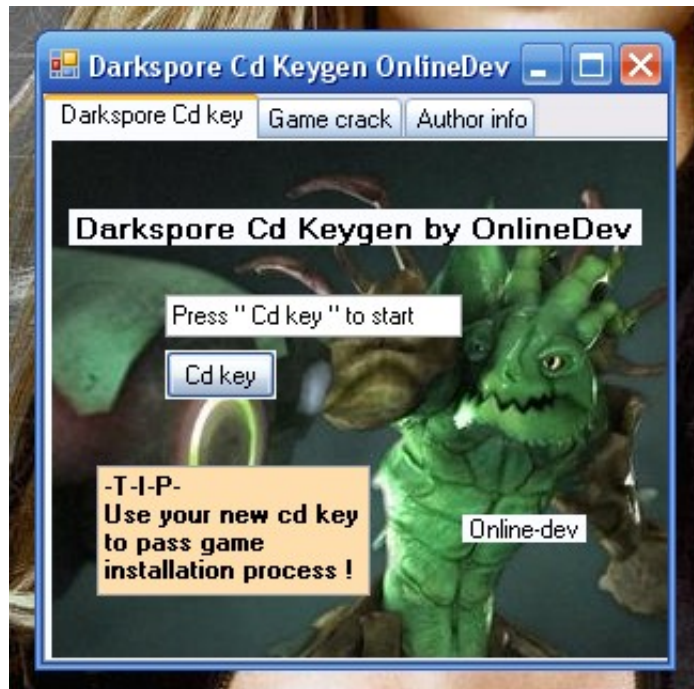 Darkspore Cd Keygen OnlineDev
Darkspore Cd key Game crack Author info
Darkspore Cd Keygen by OnlineDev
Press " Cd key " to start
Cd key
-T-I-P-
Use your new cd key
to pass game
installation process !
Online-dev